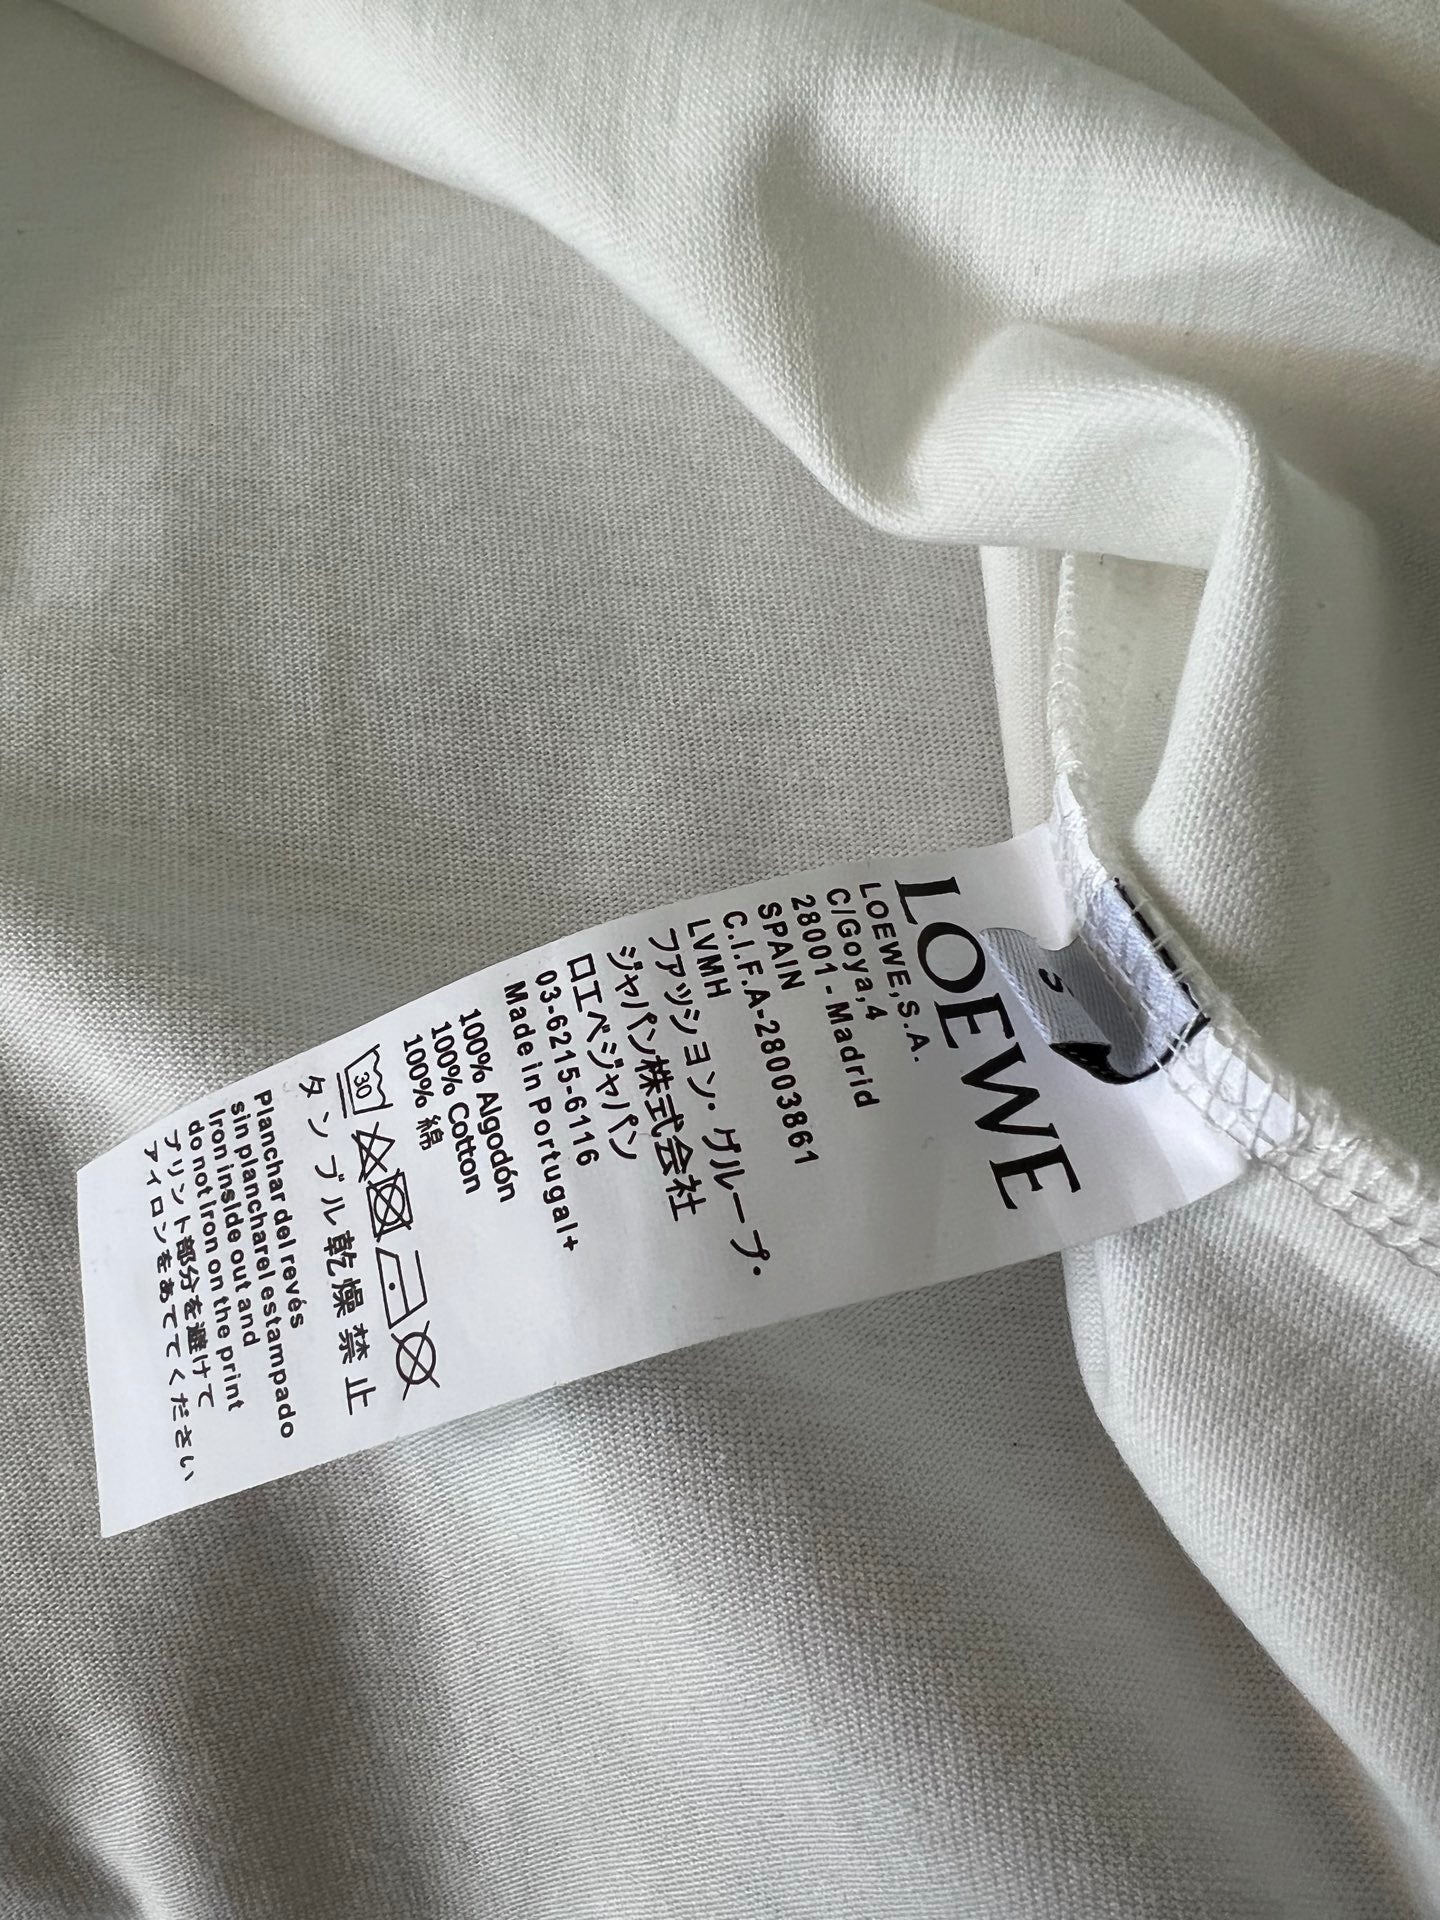 LOEWE
S
LOEWE,S.A.
C/Goya,4
28001 - Madrid
SPAIN
C.I.F.A-28003861
LVMH
ファッション・グループ・
ジャパン株式会社
ロエベジャパン
03-6215-6116
Made in Portugal+
100% Algodón
100% Cotton
100% 綿
30
タンブル乾燥禁止
Planchar del revés
sin plancharel estampado
Iron inside out and
do not iron on the print
プリント部分を避けて
アイロンをあててください